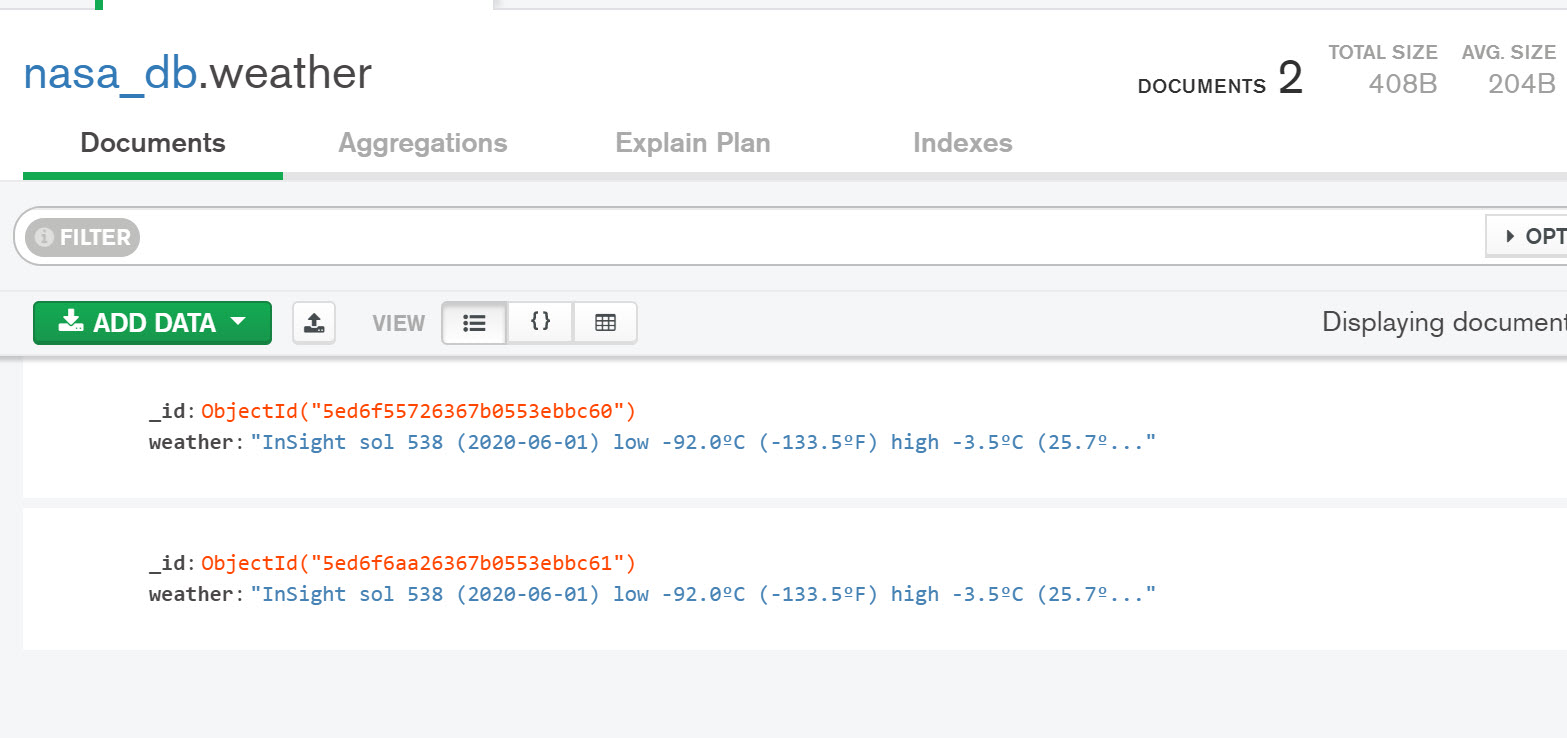 nasa_db.weather
DOCUMENTS 2
TOTAL SIZE
408B
AVG. SIZE
204B
Documents
Aggregations
Explain Plan
Indexes
FILTER
OPT
ADD DATA
VIEW
{}
Displaying document
_id: ObjectId("5ed6f55726367b0553ebbc60")
weather: "InSight sol 538 (2020-06-01) low -92.0ºC (-133.5ºF) high -3.5ºC (25.7º..."
_id: ObjectId("5ed6f6aa26367b0553ebbc61")
weather: "InSight sol 538 (2020-06-01) low -92.0ºC (-133.5ºF) high -3.5ºC (25.7º..."